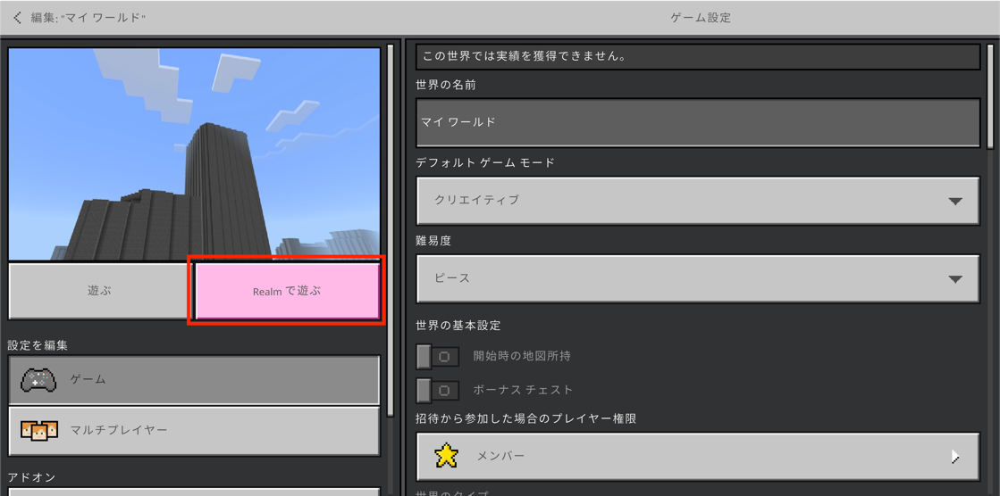 編集: "マイ ワールド"
ゲーム設定
遊ぶ
Realm で遊ぶ
設定を編集
ゲーム
マルチプレイヤー
アドオン
この世界では実績を獲得できません。
世界の名前
マイ ワールド
デフォルト ゲーム モード
クリエイティブ
難易度
ピース
世界の基本設定
開始時の地図所持
ボーナス チェスト
招待から参加した場合のプレイヤー権限
メンバー
世界のタイプ